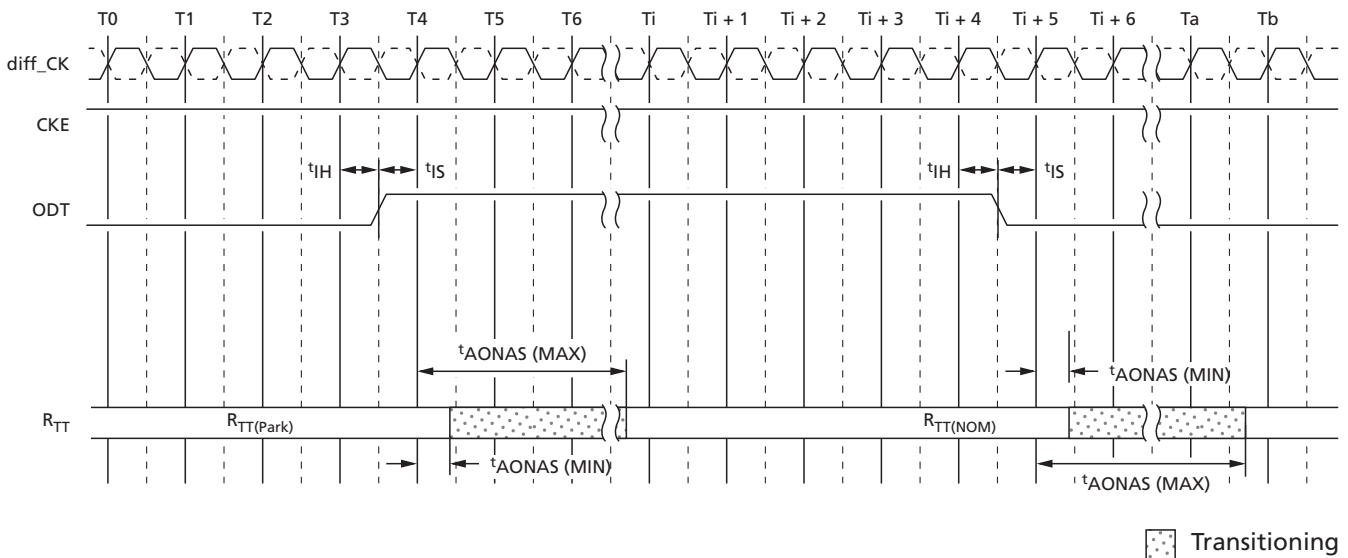 T0 T1 T2 T3 T4 T5 T6 Ti Ti + 1 Ti + 2 Ti + 3 Ti + 4 Ti + 5 Ti + 6 Ta Tb
diff_CK
CKE
tIH tIS tIH tIS
ODT
tAONAS (MAX)
tAONAS (MIN)
RTT RTT(Park) RTT(NOM)
tAONAS (MIN)
tAONAS (MAX)
Transitioning